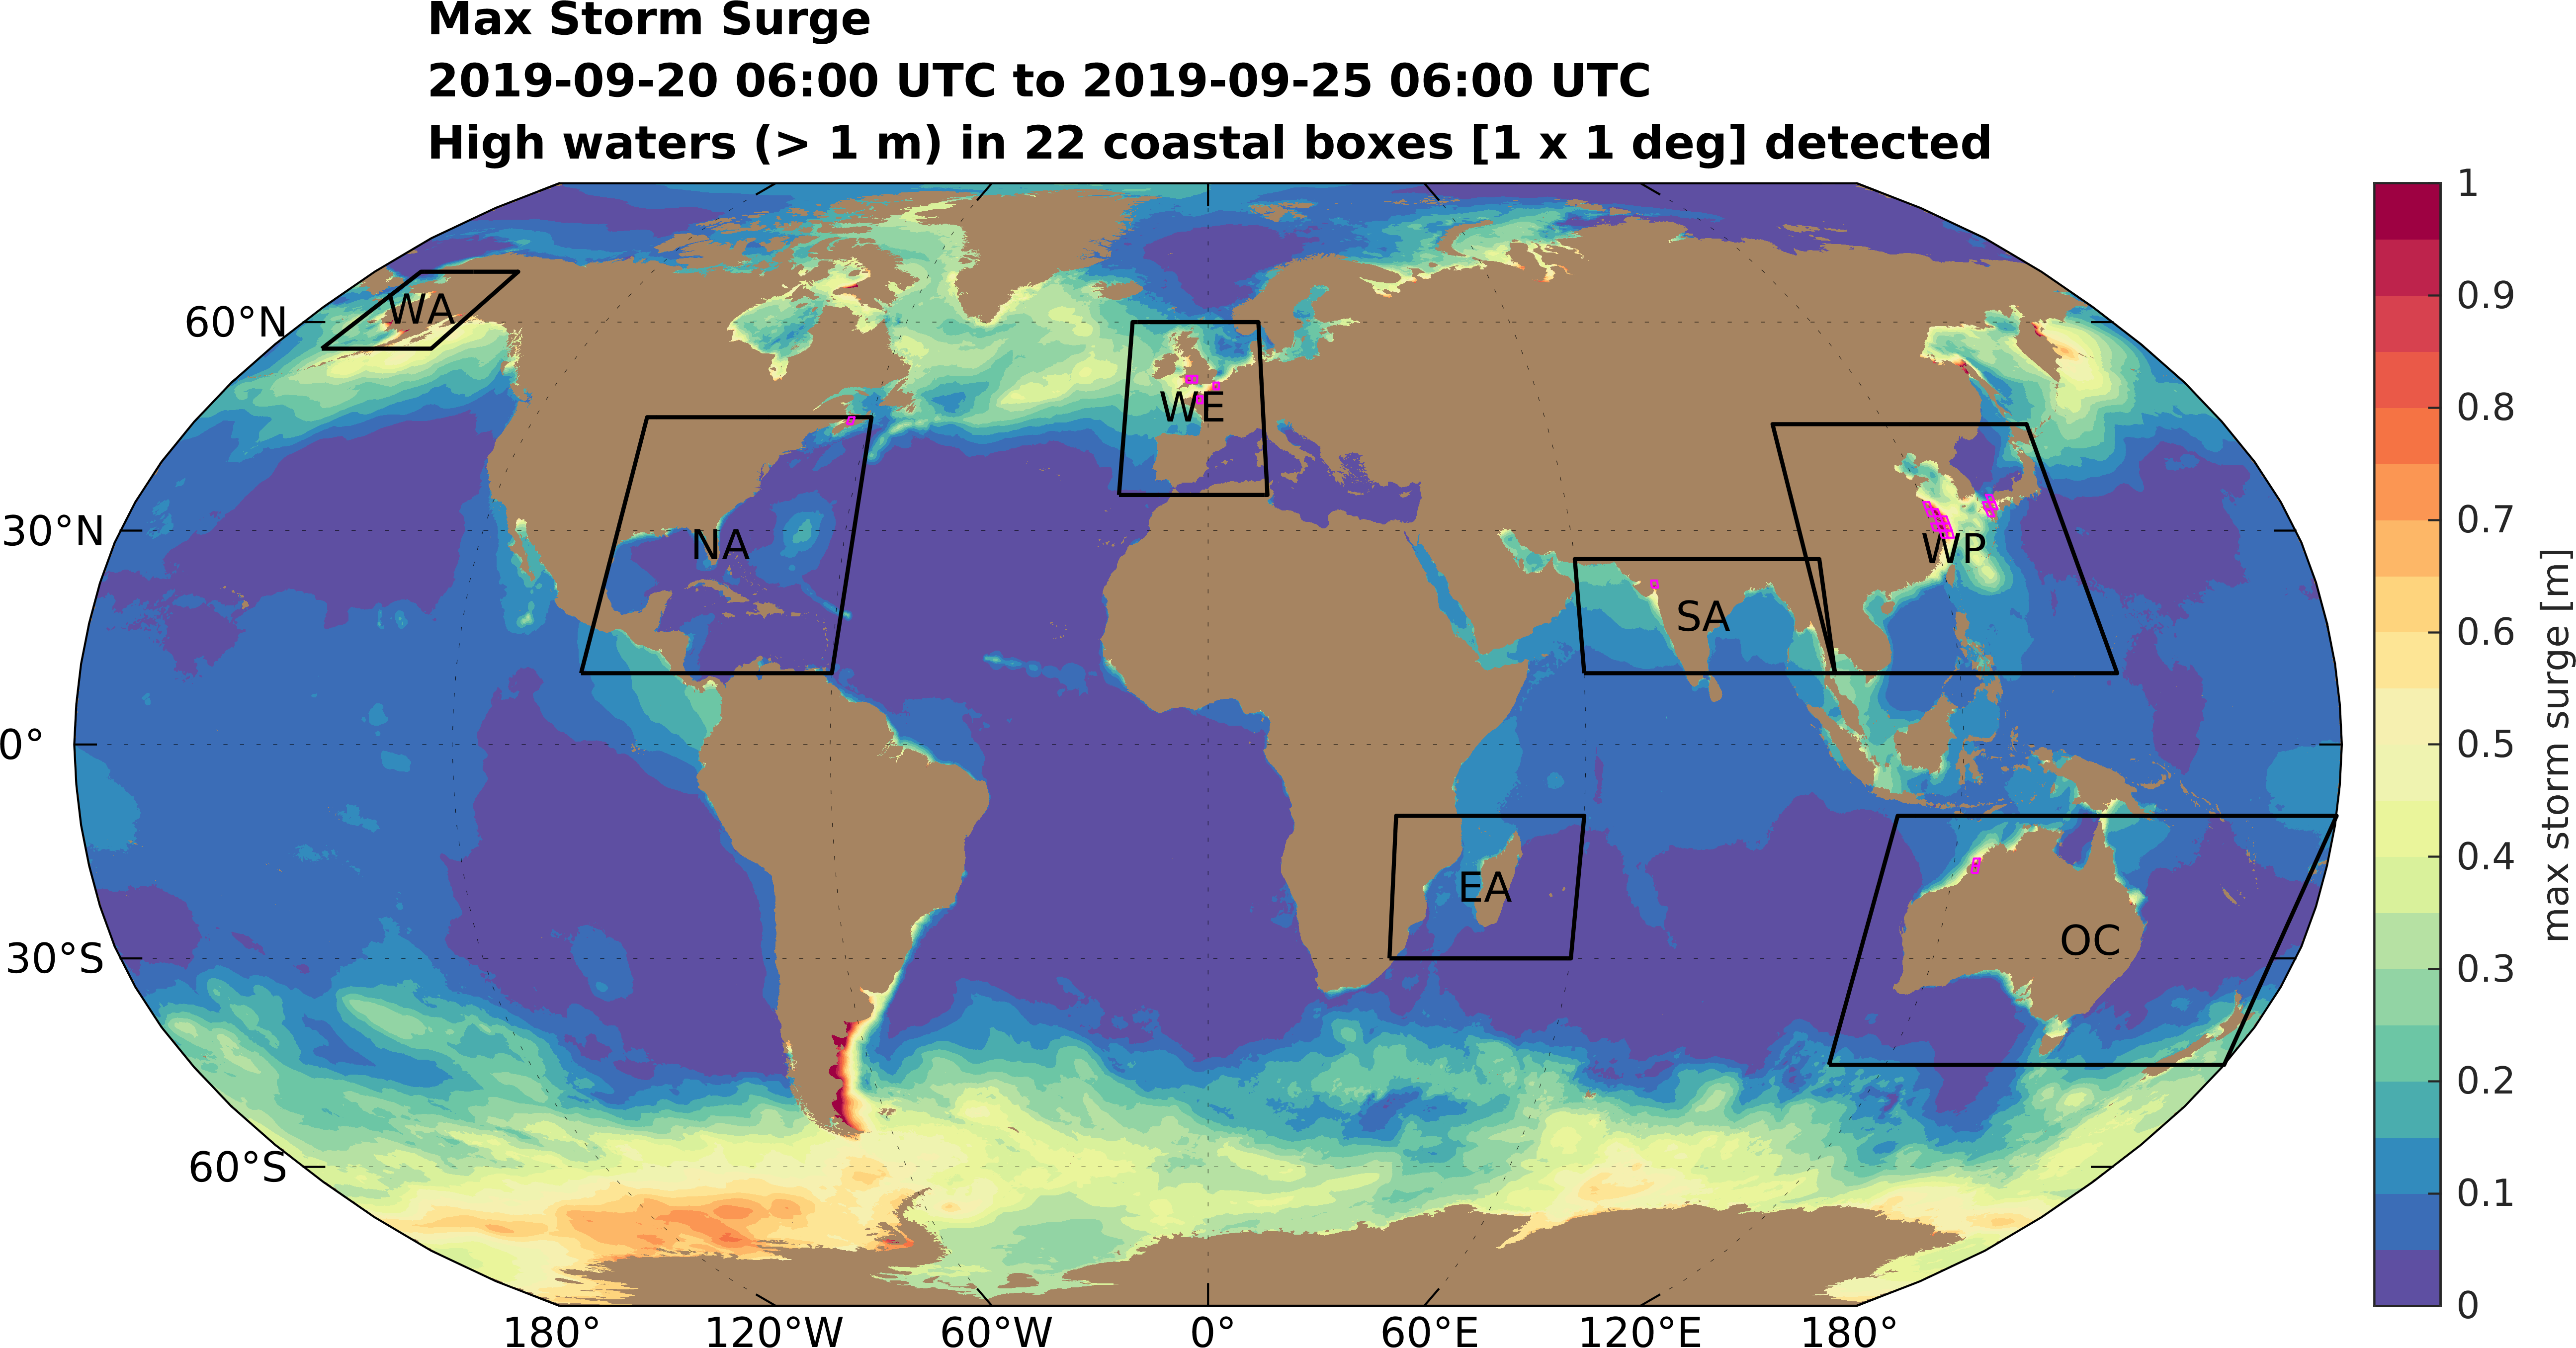 Max Storm Surge
2019-09-20 06:00 UTC to 2019-09-25 06:00 UTC
High waters (> 1 m) in 22 coastal boxes [1 x 1 deg] detected
60°N
30°N
0°
30°S
60°S
WA
NA
WE
SA
WP
EA
OC
180°
120°W
60°W
0°
60°E
120°E
180°
1
0.9
0.8
0.7
0.6
0.5
0.4
0.3
0.2
0.1
0
max storm surge [m]